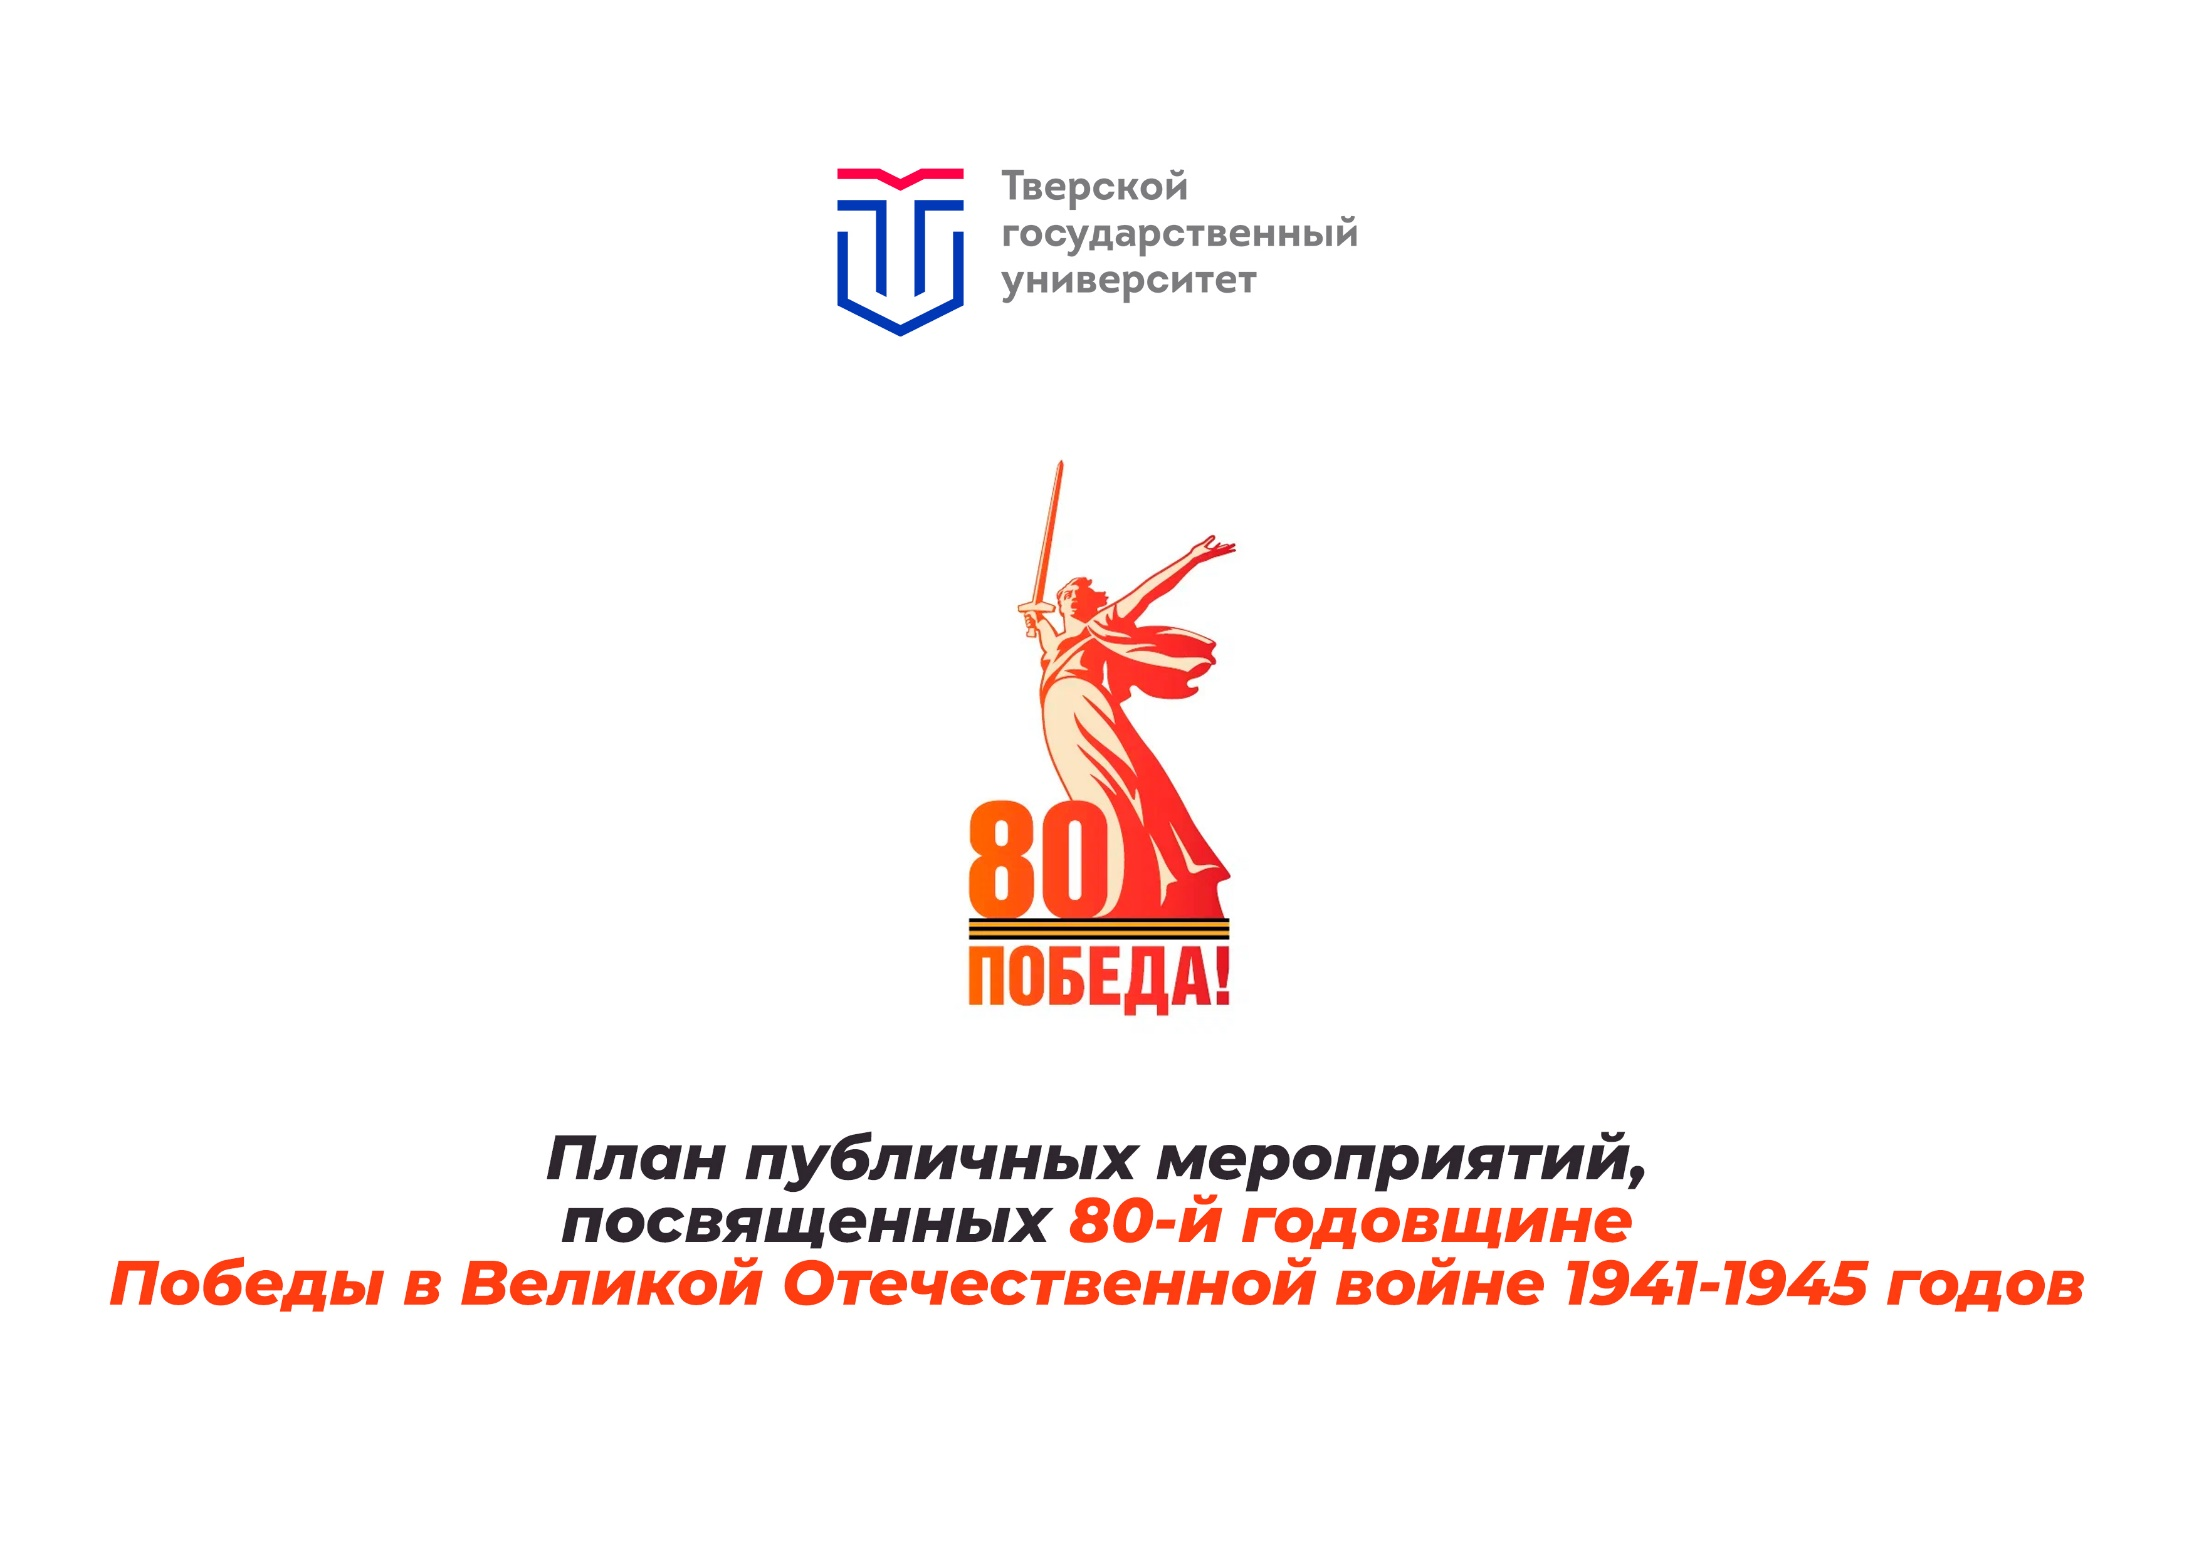 Тверской
государственный
университет
80
ПОБЕДА!
План публичных мероприятий,
посвященных 80-й годовщине
Победы в Великой Отечественной войне 1941-1945 годов